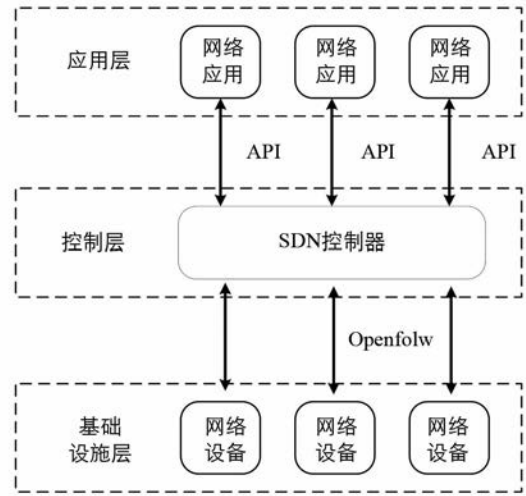 应用层
网络
应用
网络
应用
网络
应用
API
API
API
控制层
SDN控制器
Openfolw
基础
设施层
网络
设备
网络
设备
网络
设备